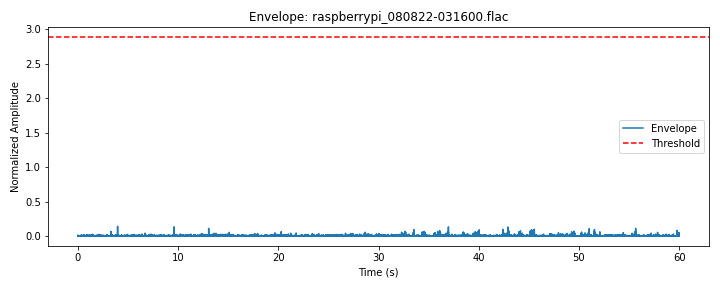 Envelope: raspberrypi_080822-031600.flac
Normalized Amplitude
3.0
2.5
2.0
1.5
1.0
0.5
0.0
Envelope
Threshold
0 10 20 30 40 50 60
Time (s)